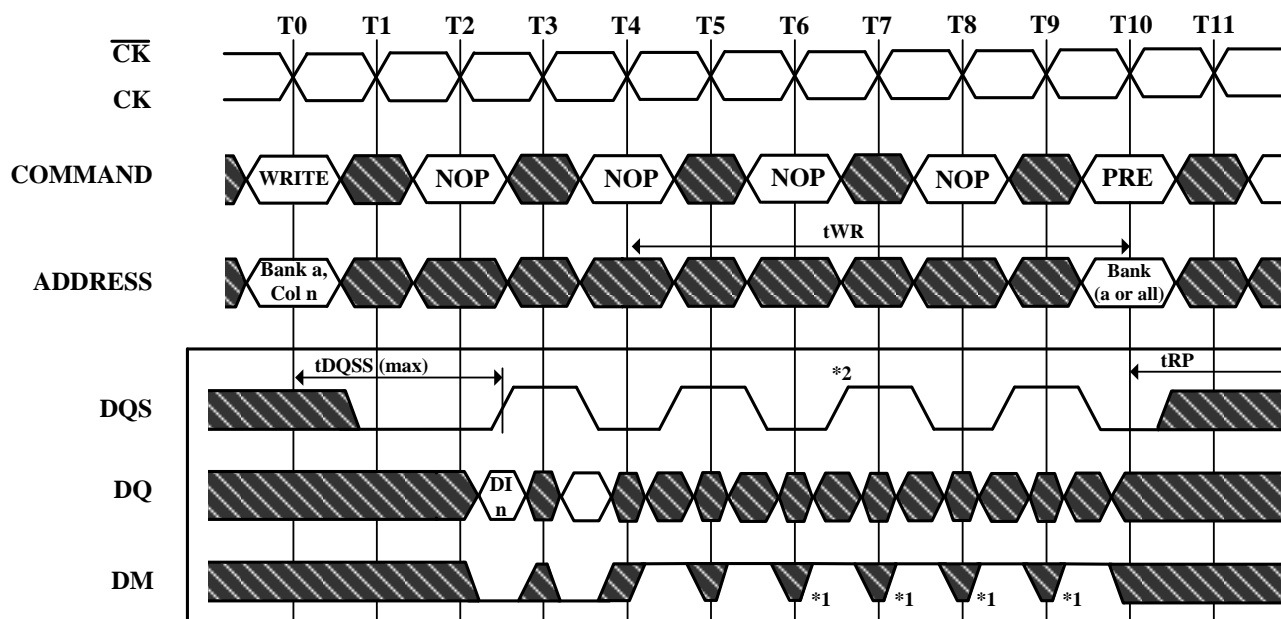 T0 T1 T2 T3 T4 T5 T6 T7 T8 T9 T10 T11
CK
CK
COMMAND WRITE NOP NOP NOP NOP PRE
tWR
ADDRESS Bank a, Col n Bank (a or all)
tDQSS (max) *2 tRP
DQS
DQ DI n
DM *1 *1 *1 *1